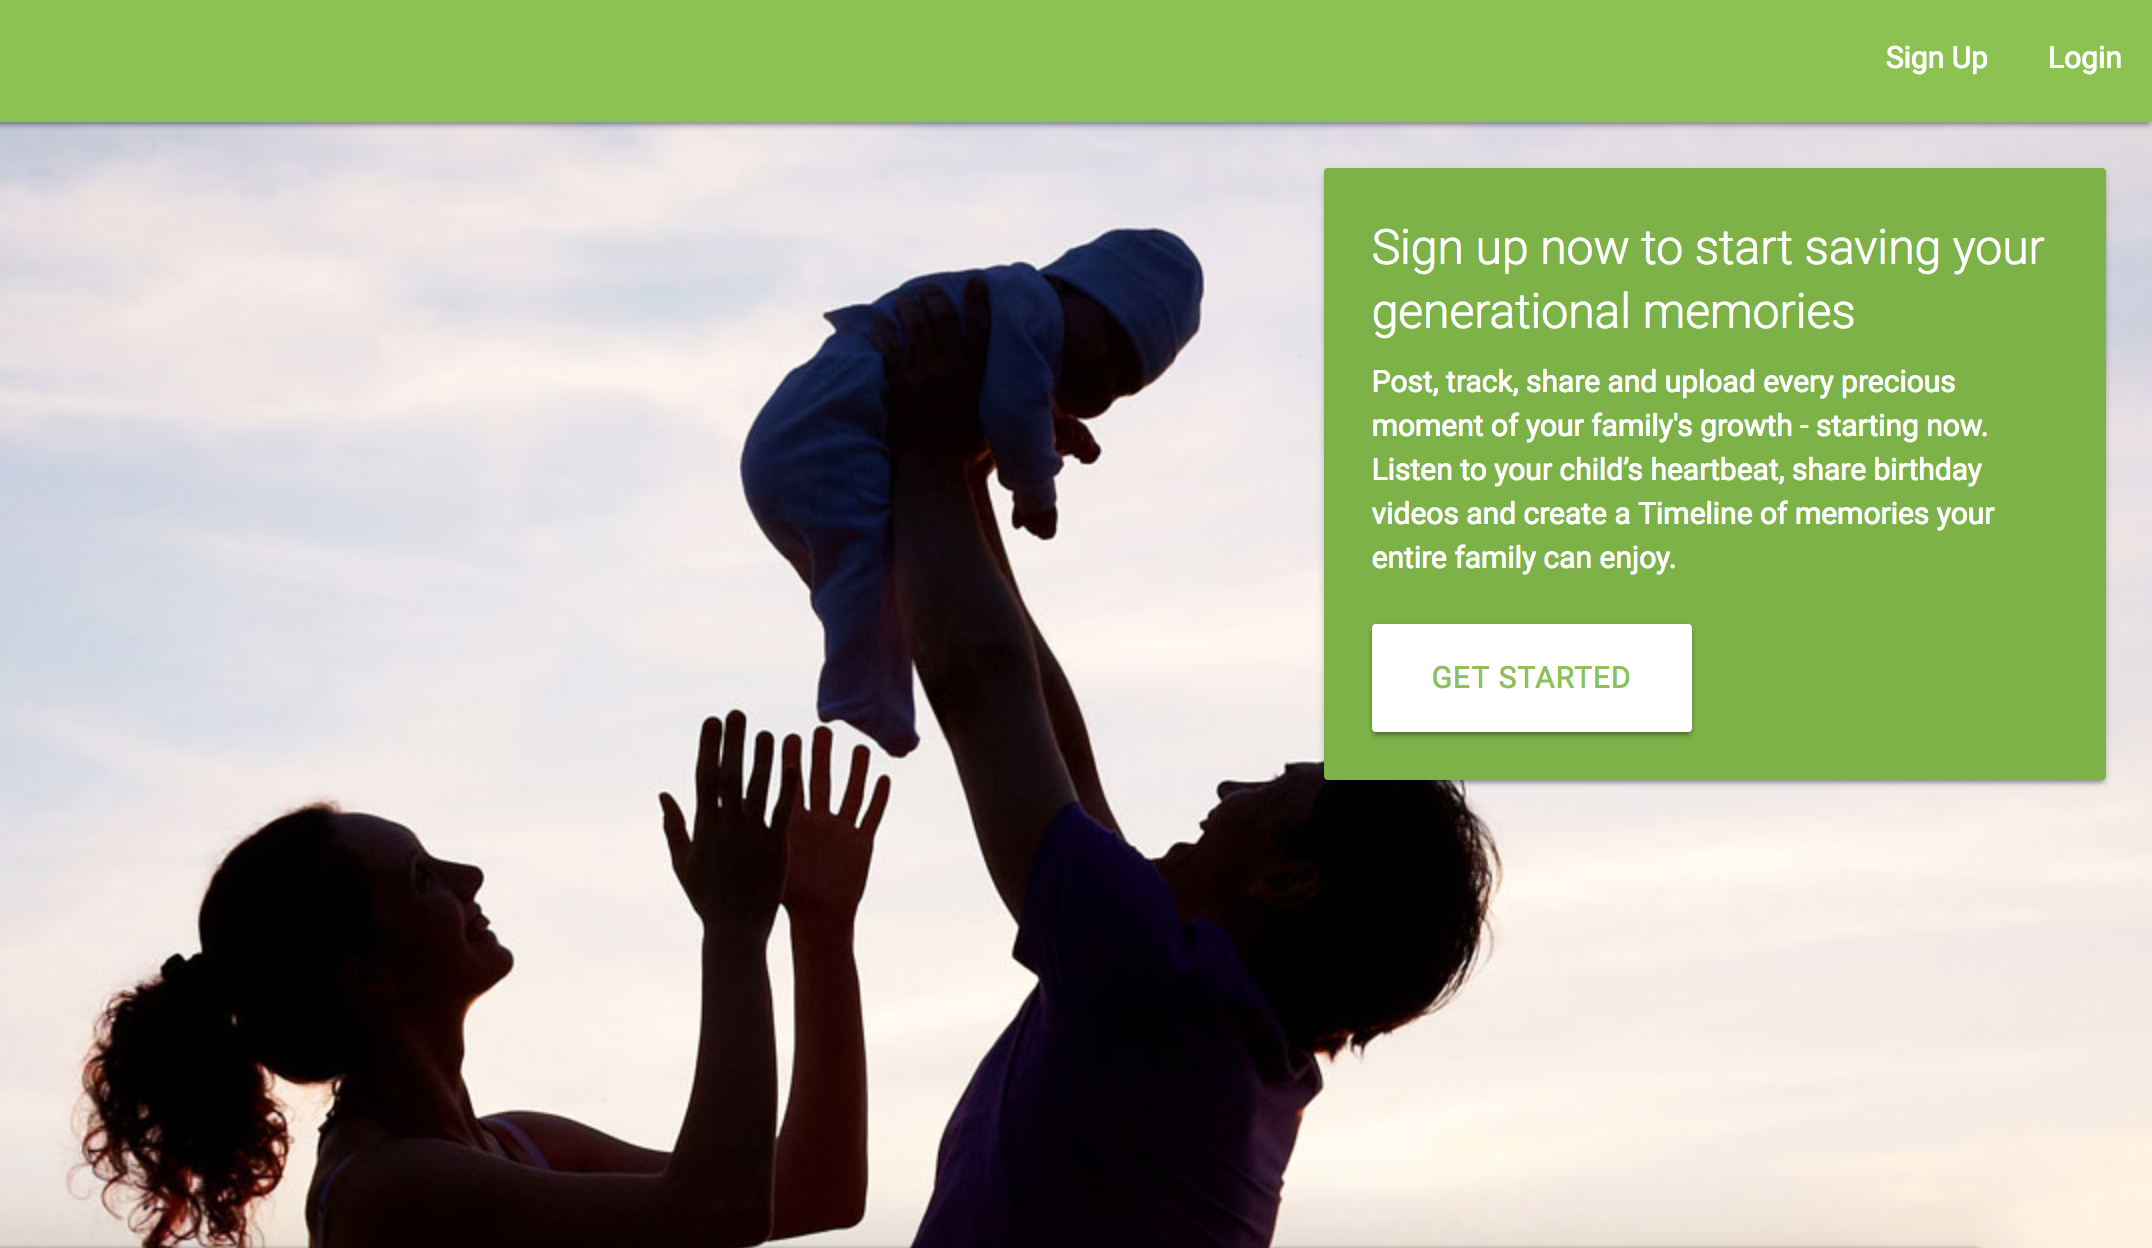 Sign Up Login
Sign up now to start saving your
generational memories
Post, track, share and upload every precious
moment of your family's growth - starting now.
Listen to your child’s heartbeat, share birthday
videos and create a Timeline of memories your
entire family can enjoy.
GET STARTED